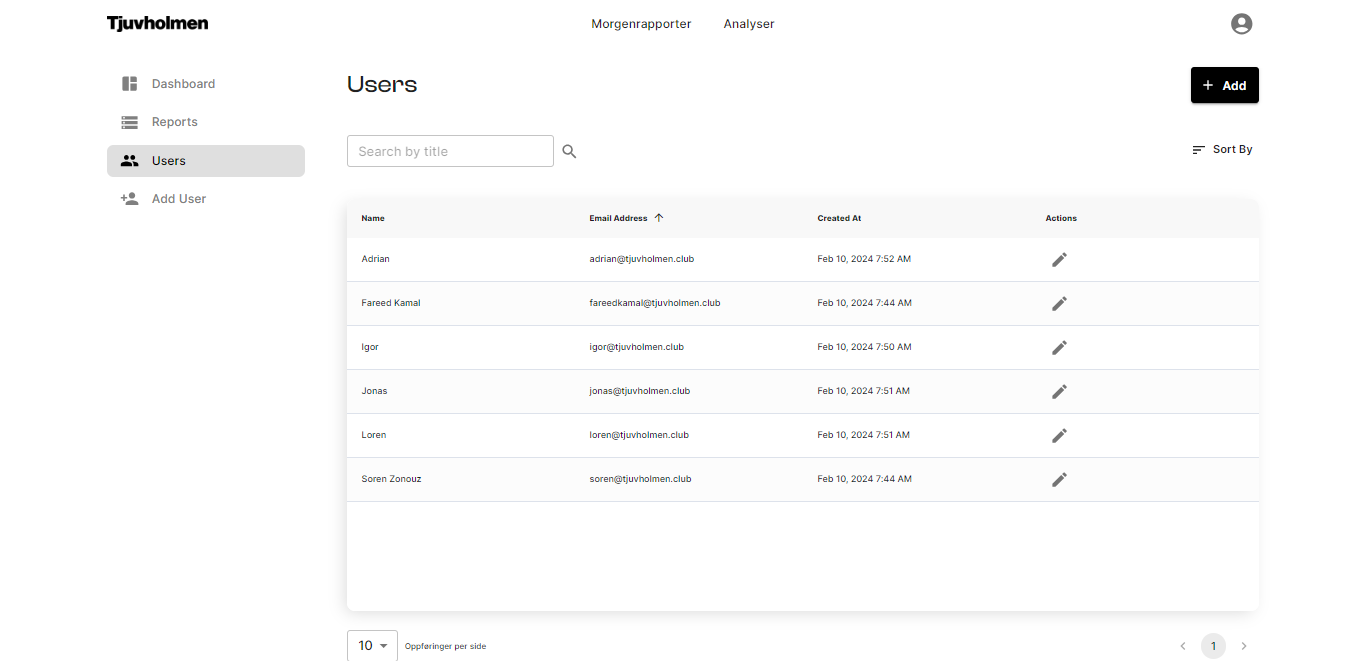 Tjuvholmen
Morgenrapporter Analyser
Dashboard
Reports
Users
Add User
Users
Add
Search by title
Sort By
Name Email Address Created At Actions
Adrian adrian@tjuvholmen.club Feb 10, 2024 7:52 AM
Fareed Kamal fareedkamal@tjuvholmen.club Feb 10, 2024 7:44 AM
Igor igor@tjuvholmen.club Feb 10, 2024 7:50 AM
Jonas jonas@tjuvholmen.club Feb 10, 2024 7:51 AM
Loren loren@tjuvholmen.club Feb 10, 2024 7:51 AM
Soren Zonouz soren@tjuvholmen.club Feb 10, 2024 7:44 AM
10 Oppføringer per side
1